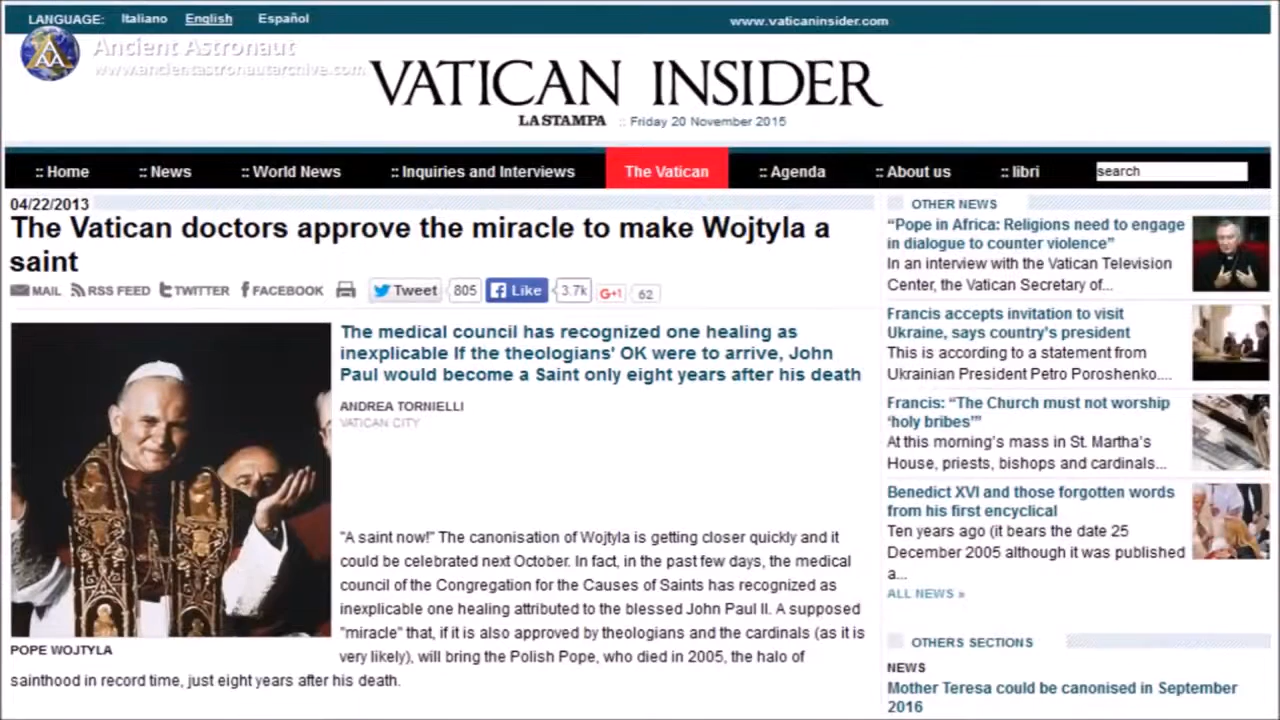 LANGUAGE: Italiano English Español
www.vaticaninsider.com
Ancient Astronaut
www.ancientastronautarchive.com
AAA
VATICAN INSIDER
LA STAMPA :: Friday 20 November 2015
:: Home :: News :: World News :: Inquiries and Interviews The Vatican :: Agenda :: About us :: libri search
04/22/2013
The Vatican doctors approve the miracle to make Wojtyla a
saint
MAIL RSS FEED TWITTER FACEBOOK Tweet 805 Like 3.7k G+1 62
The medical council has recognized one healing as
inexplicable If the theologians' OK were to arrive, John
Paul would become a Saint only eight years after his death
ANDREA TORNIELLI
VATICAN CITY
"A saint now!" The canonisation of Wojtyla is getting closer quickly and it
could be celebrated next October. In fact, in the past few days, the medical
council of the Congregation for the Causes of Saints has recognized as
inexplicable one healing attributed to the blessed John Paul II. A supposed
"miracle" that, if it is also approved by theologians and the cardinals (as it is
very likely), will bring the Polish Pope, who died in 2005, the halo of
sainthood in record time, just eight years after his death.
POPE WOJTYLA
OTHER NEWS
“Pope in Africa: Religions need to engage
in dialogue to counter violence”
In an interview with the Vatican Television
Center, the Vatican Secretary of...
Francis accepts invitation to visit
Ukraine, says country's president
This is according to a statement from
Ukrainian President Petro Poroshenko....
Francis: “The Church must not worship
‘holy bribes’”
At this morning’s mass in St. Martha’s
House, priests, bishops and cardinals...
Benedict XVI and those forgotten words
from his first encyclical
Ten years ago (it bears the date 25
December 2005 although it was published
a...
ALL NEWS »
OTHERS SECTIONS
NEWS
Mother Teresa could be canonised in September
2016